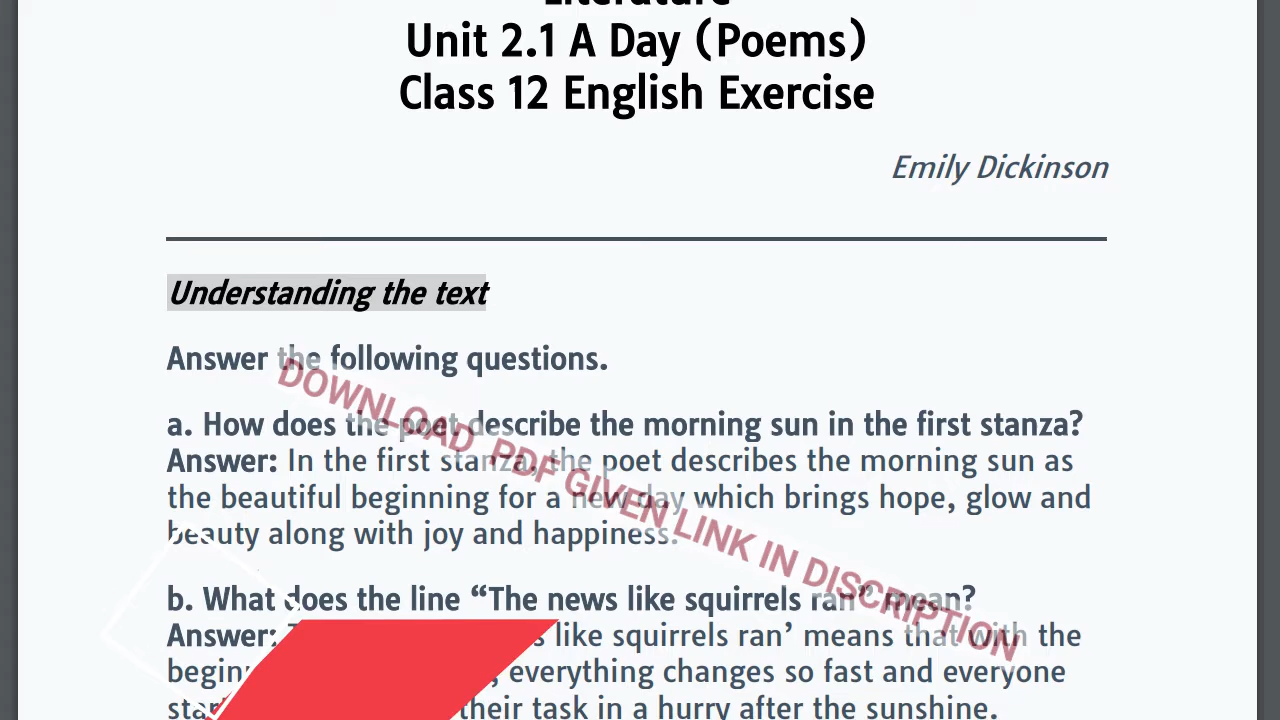 Literature
Unit 2.1 A Day (Poems)
Class 12 English Exercise
Emily Dickinson
Understanding the text
Answer the following questions.
a. How does the poet describe the morning sun in the first stanza?
Answer: In the first stanza, the poet describes the morning sun as
the beautiful beginning for a new day which brings hope, glow and
beauty along with joy and happiness.
DOWNLOAD PDF GIVEN LINK IN DISCRIPTION
b. What does the line “The news like squirrels ran” mean?
Answer: like squirrels ran’ means that with the
everything changes so fast and everyone
their task in a hurry after the sunshine.